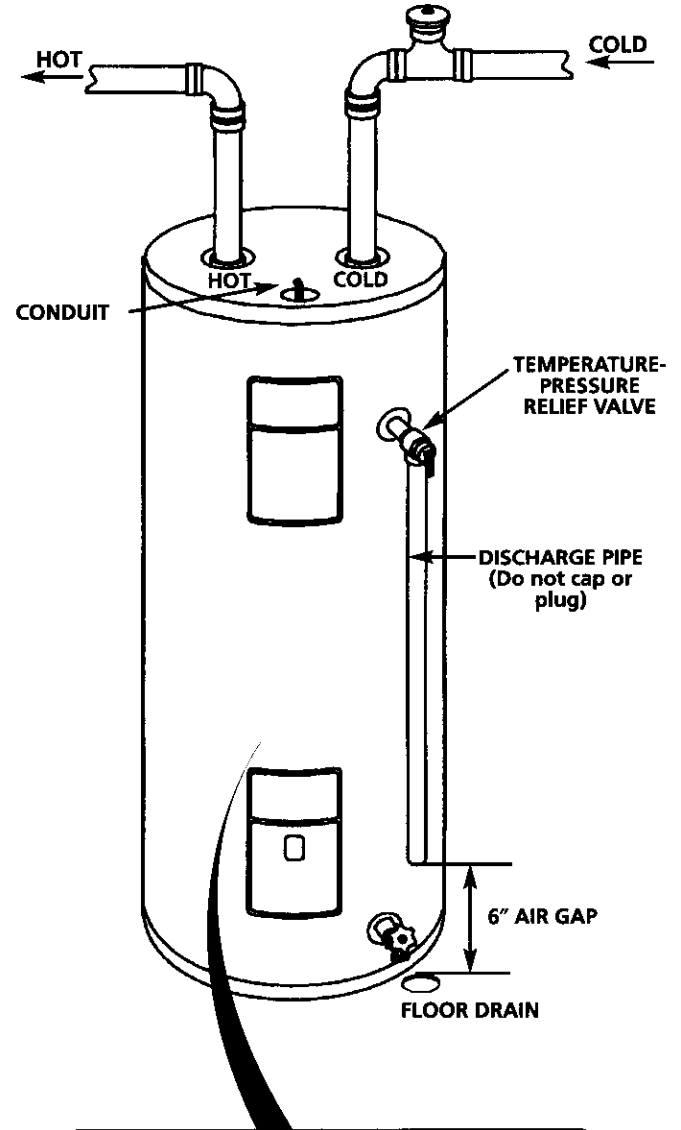 HOT
COLD
HOT
COLD
CONDUIT
TEMPERATURE-
PRESSURE
RELIEF VALVE
DISCHARGE PIPE
(Do not cap or
plug)
6″ AIR GAP
FLOOR DRAIN